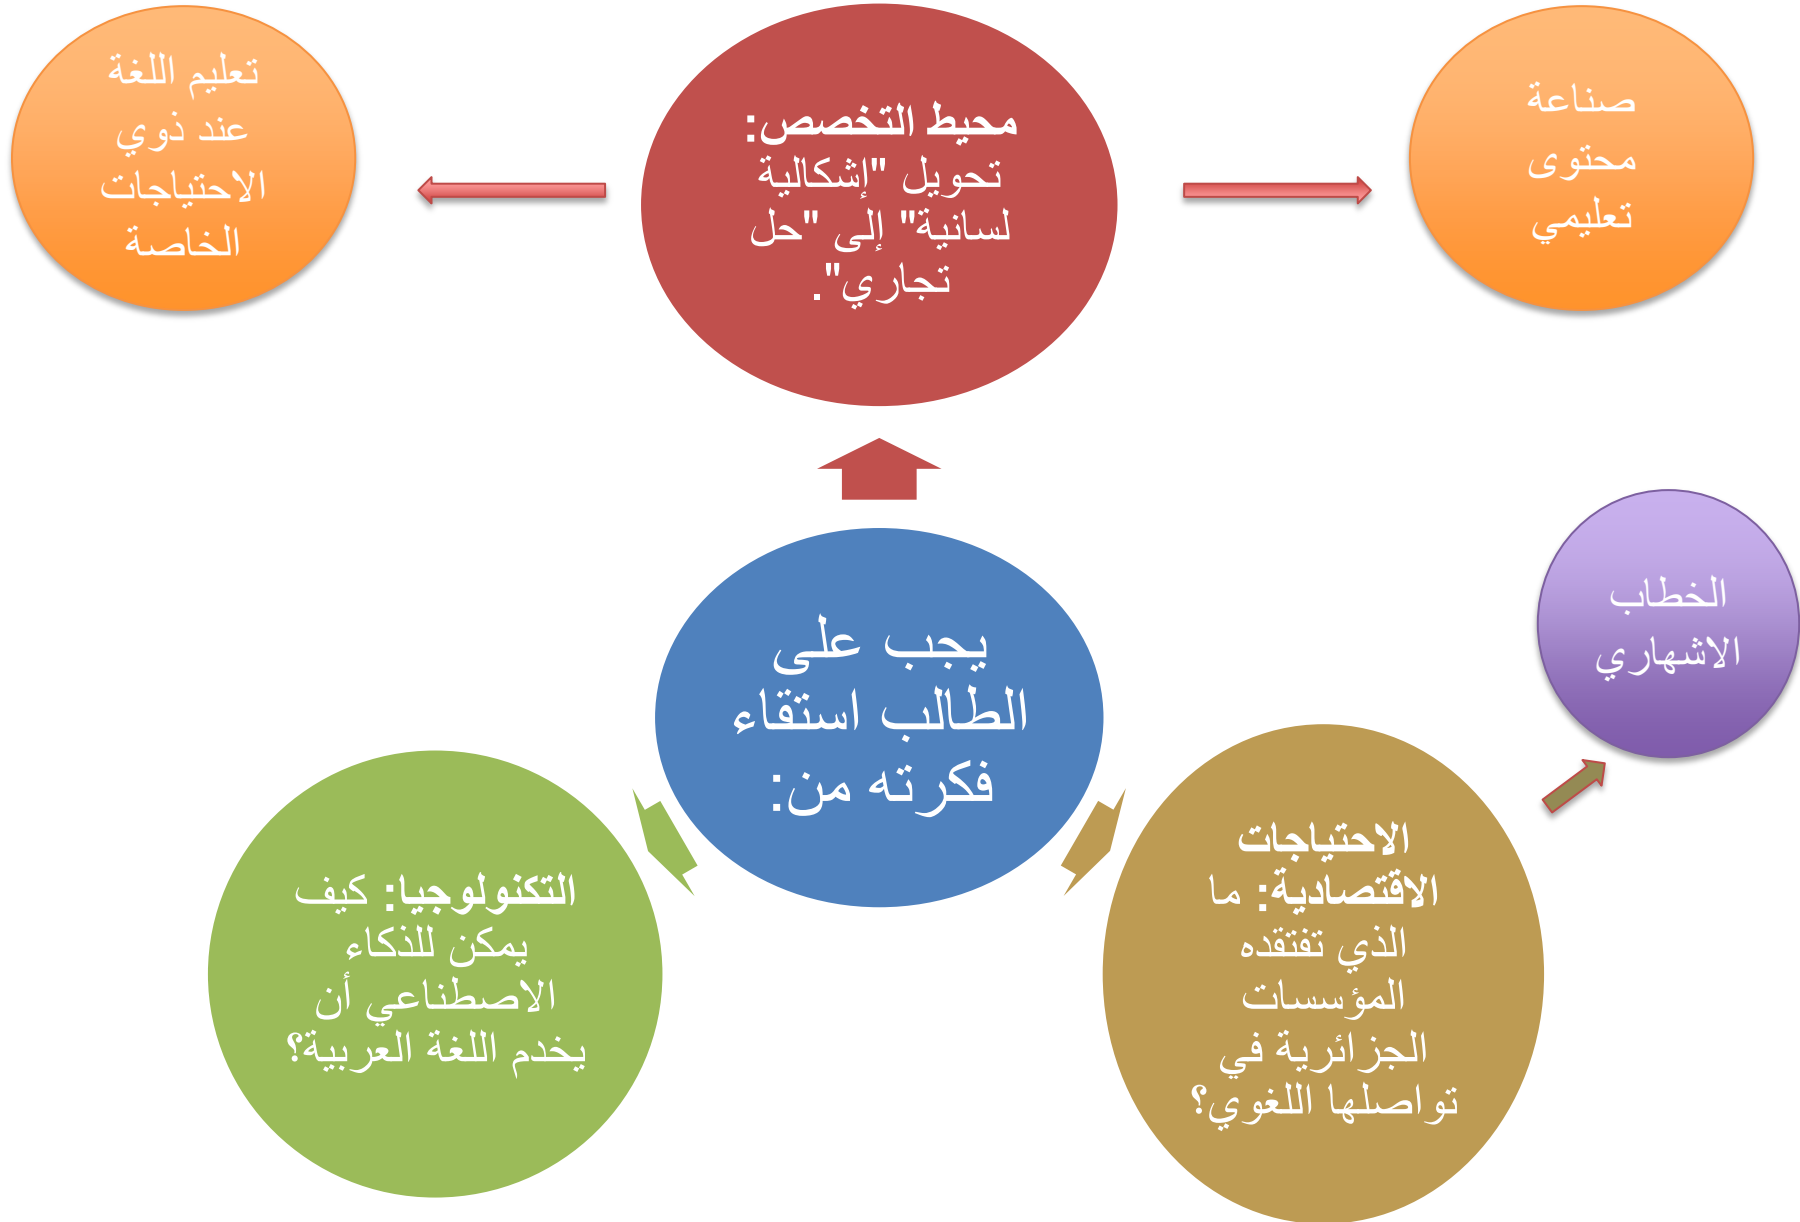 صناعة
محتوى
تعليمي
محيط التخصص:
تحويل "إشكالية
لسانية" إلى "حل
تجاري".
تعليم اللغة
عند ذوي
الاحتياجات
الخاصة
الخطاب
الاشهاري
يجب على
الطالب استقاء
فكرته من:
الاحتياجات
الاقتصادية: ما
الذي تفتقده
المؤسسات
الجزائرية في
تواصلها اللغوي؟
التكنولوجيا: كيف
يمكن للذكاء
الاصطناعي أن
يخدم اللغة العربية؟